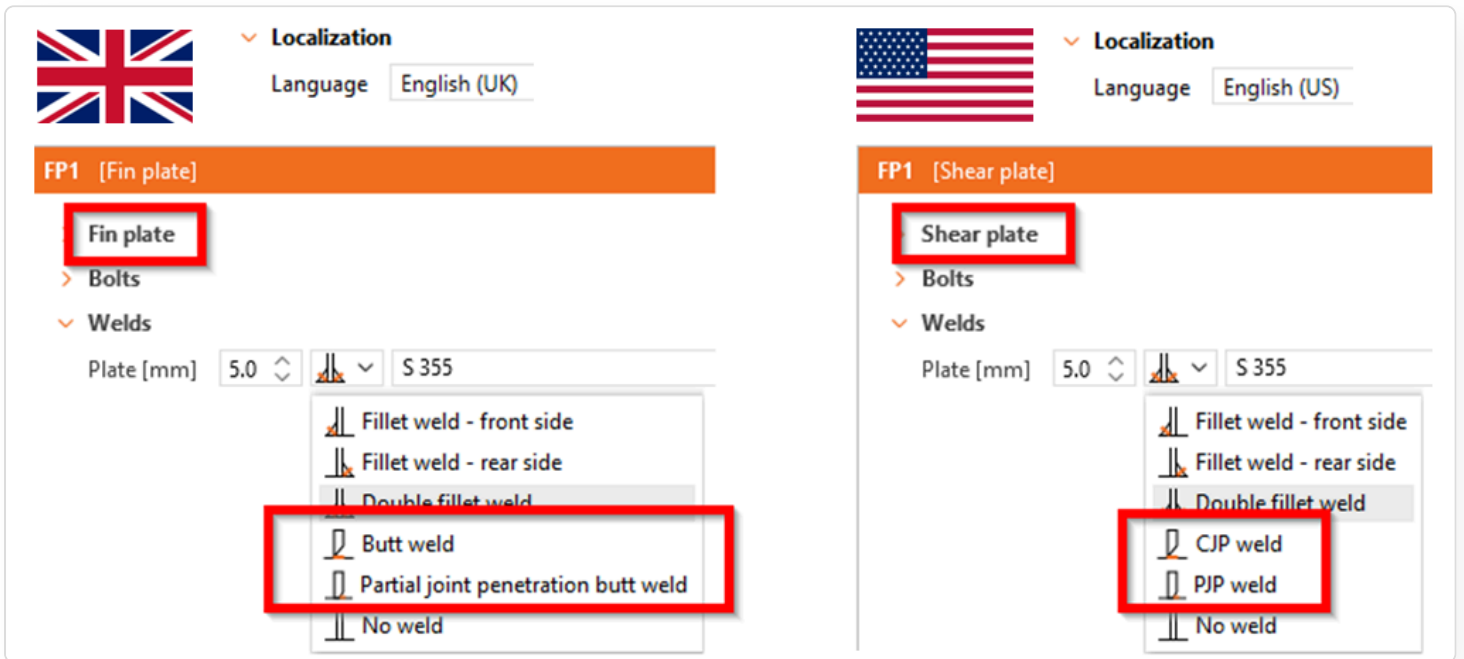 Localization
Language English (UK)
FP1 [Fin plate]
Fin plate
Bolts
Welds
Plate [mm] 5.0 S 355
Fillet weld - front side
Fillet weld - rear side
Double fillet weld
Butt weld
Partial joint penetration butt weld
No weld
Localization
Language English (US)
FP1 [Shear plate]
Shear plate
Bolts
Welds
Plate [mm] 5.0 S 355
Fillet weld - front side
Fillet weld - rear side
Double fillet weld
CJP weld
PJP weld
No weld